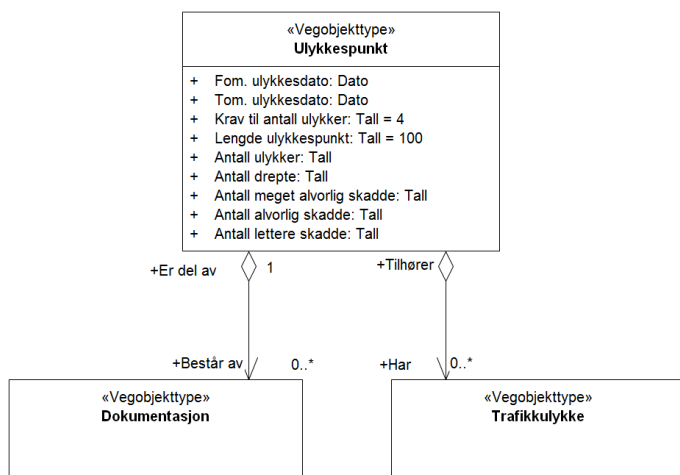 «Vegobjekttype»
Ulykkespunkt
+ Fom. ulykkesdato: Dato
+ Tom. ulykkesdato: Dato
+ Krav til antall ulykker: Tall = 4
+ Lengde ulykkespunkt: Tall = 100
+ Antall ulykker: Tall
+ Antall drepte: Tall
+ Antall meget alvorlig skadde: Tall
+ Antall alvorlig skadde: Tall
+ Antall lettere skadde: Tall
+Er del av 1 +Tilhører
+Består av 0..* +Har 0..*
«Vegobjekttype»
Dokumentasjon
«Vegobjekttype»
Trafikkulykke